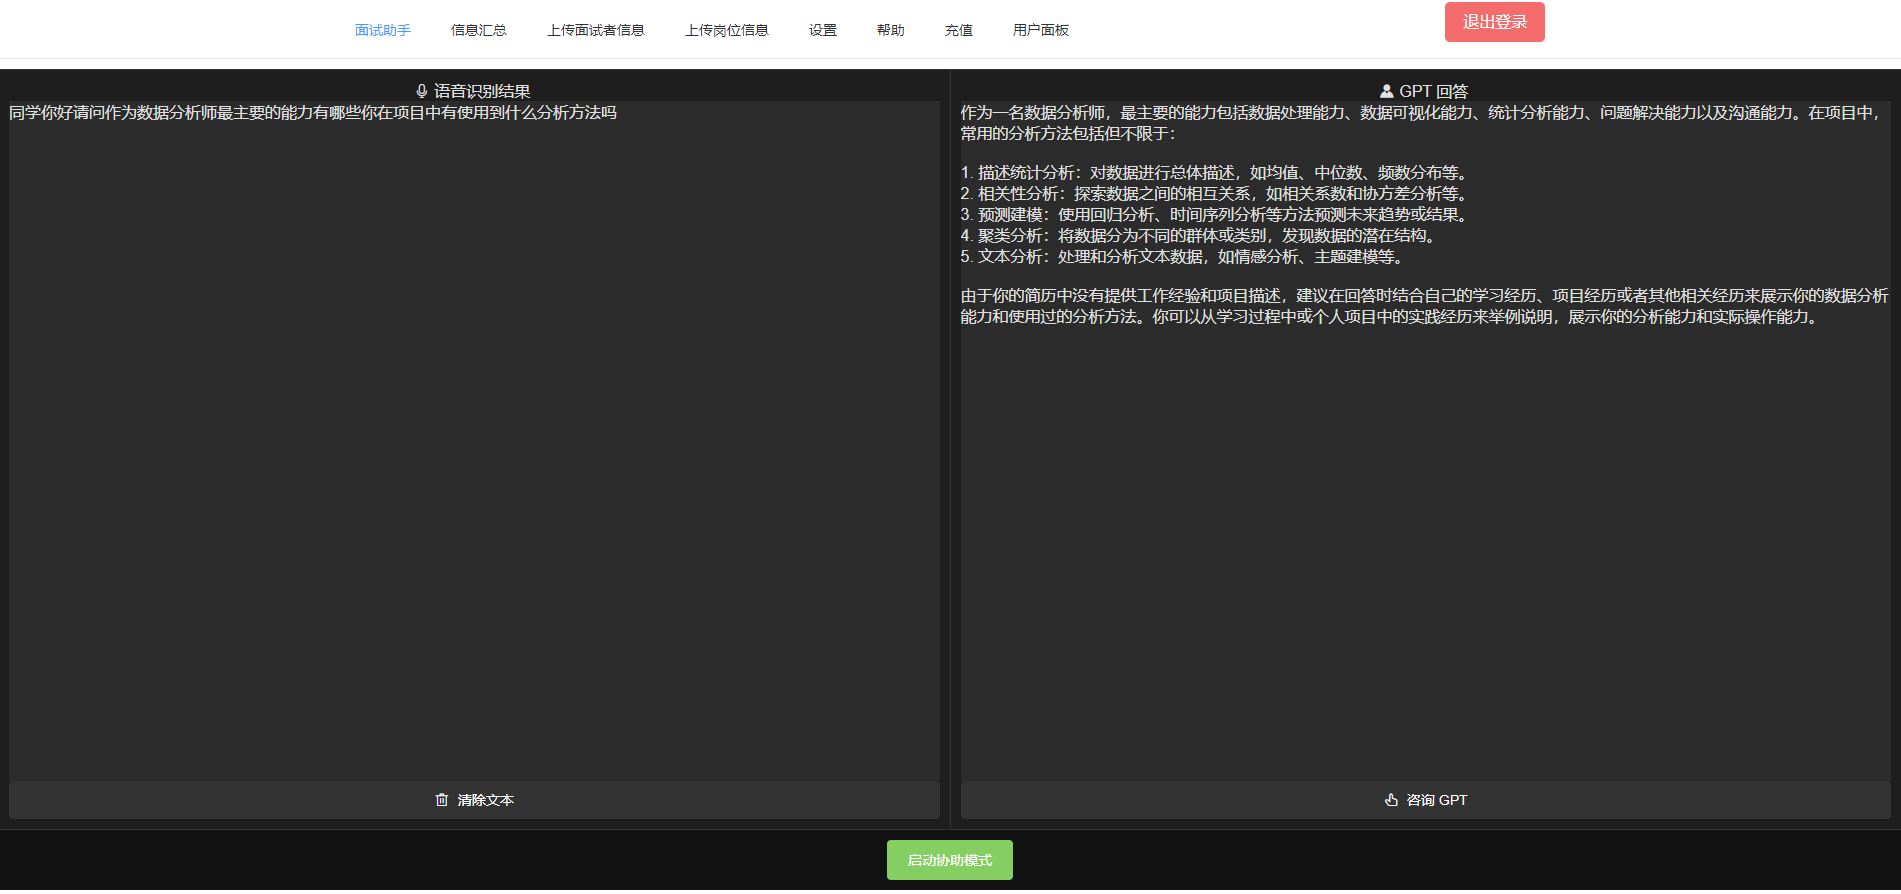 面试助手 信息汇总 上传面试者信息 上传岗位信息 设置 帮助 充值 用户面板 退出登录
语音识别结果
同学你好请问作为数据分析师最主要的能力有哪些你在项目中有使用到什么分析方法吗
清除文本
GPT 回答
作为一名数据分析师，最主要的能力包括数据处理能力、数据可视化能力、统计分析能力、问题解决能力以及沟通能力。在项目中，
常用的分析方法包括但不限于：
1. 描述统计分析：对数据进行总体描述，如均值、中位数、频数分布等。
2. 相关性分析：探索数据之间的相互关系，如相关系数和协方差分析等。
3. 预测建模：使用回归分析、时间序列分析等方法预测未来趋势或结果。
4. 聚类分析：将数据分为不同的群体或类别，发现数据的潜在结构。
5. 文本分析：处理和分析文本数据，如情感分析、主题建模等。
由于你的简历中没有提供工作经验和项目描述，建议在回答时结合自己的学习经历、项目经历或者其他相关经历来展示你的数据分析
能力和使用过的分析方法。你可以从学习过程中或个人项目中的实践经历来举例说明，展示你的分析能力和实际操作能力。
咨询 GPT
启动协助模式